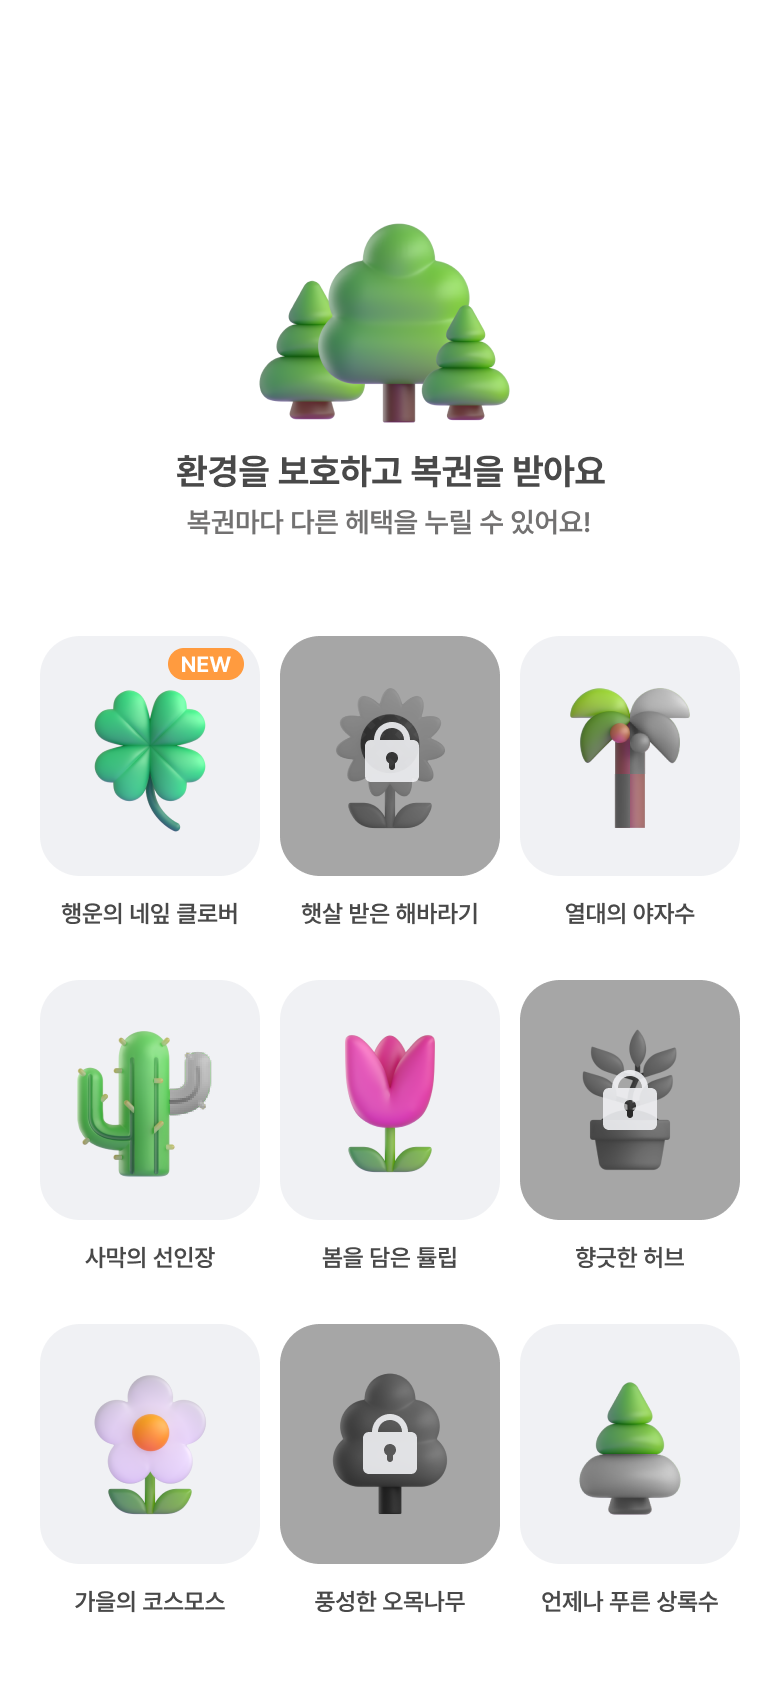 환경을 보호하고 복권을 받아요
복권마다 다른 혜택을 누릴 수 있어요!
NEW
행운의 네잎 클로버
햇살 받은 해바라기
열대의 야자수
사막의 선인장
봄을 담은 튤립
향긋한 허브
가을의 코스모스
풍성한 오목나무
언제나 푸른 상록수